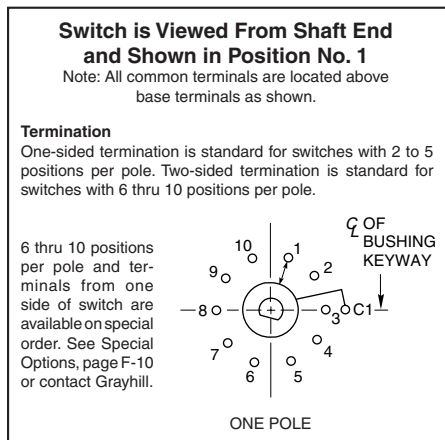 Switch is Viewed From Shaft End
and Shown in Position No. 1
Note: All common terminals are located above
base terminals as shown.
Termination
One-sided termination is standard for switches with 2 to 5
positions per pole. Two-sided termination is standard for
switches with 6 thru 10 positions per pole.
6 thru 10 positions
per pole and ter-
minals from one
side of switch are
available on special
order. See Special
Options, page F-10
or contact Grayhill.
℄ OF
BUSHING
KEYWAY
10
1
9
2
8
3
C1
7
4
6
5
ONE POLE